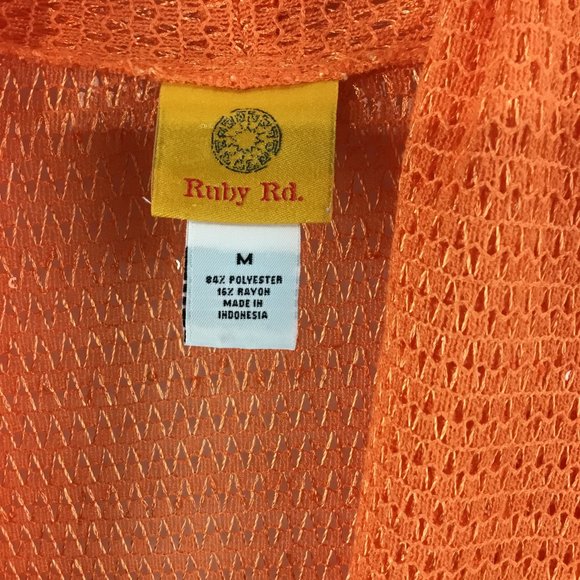 Ruby Rd.
M
84% POLYESTER
16% RAYON
MADE IN
INDONESIA